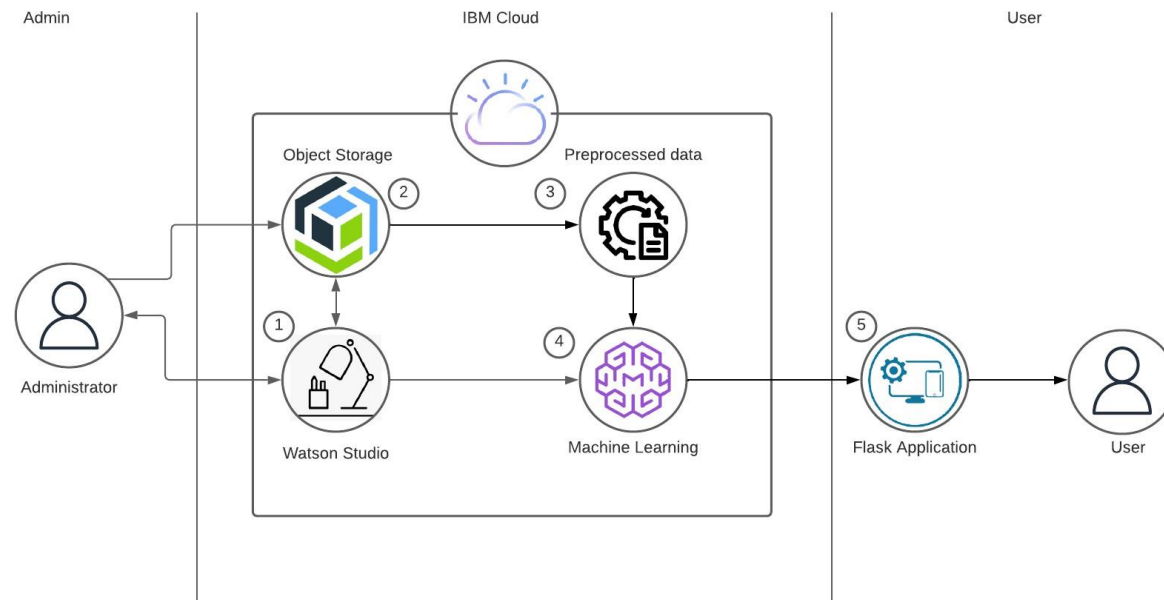 Admin
IBM Cloud
User
Object Storage
Preprocessed data
2
3
1
4
5
Administrator
Watson Studio
Machine Learning
Flask Application
User